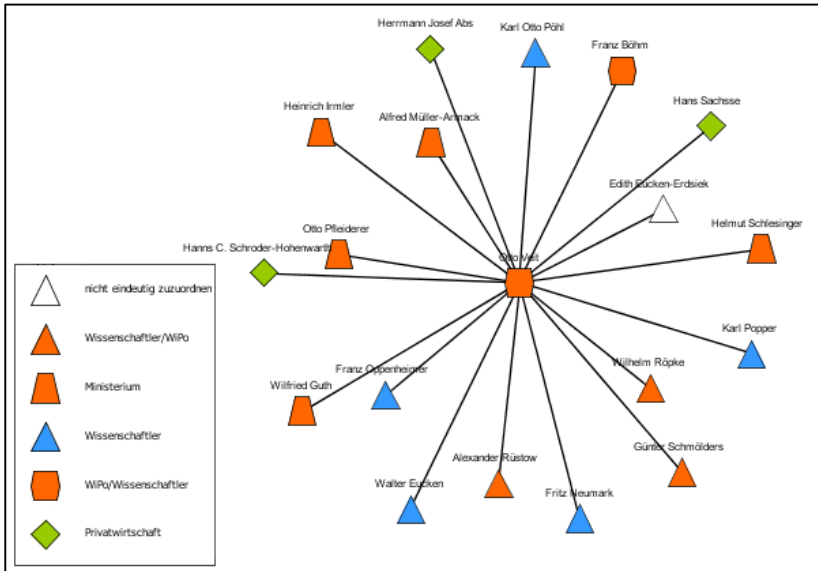 Herrmann Josef Abs
Karl Otto Pöhl
Franz Böhm
Hans Sachsse
Heinrich Irmler
Alfred Müller-Armack
Edith Eucken-Erdsiek
Helmut Schlesinger
Otto Pfleiderer
Hanns C. Schroder-Hohenwarth
Otto Veit
nicht eindeutig zuzuordnen
Wissenschaftler/WiPo
Ministerium
Wissenschaftler
WiPo/Wissenschaftler
Privatwirtschaft
Karl Popper
Wilhelm Röpke
Franz Oppenheimer
Wilfried Guth
Günter Schmölders
Alexander Rüstow
Walter Eucken
Fritz Neumark